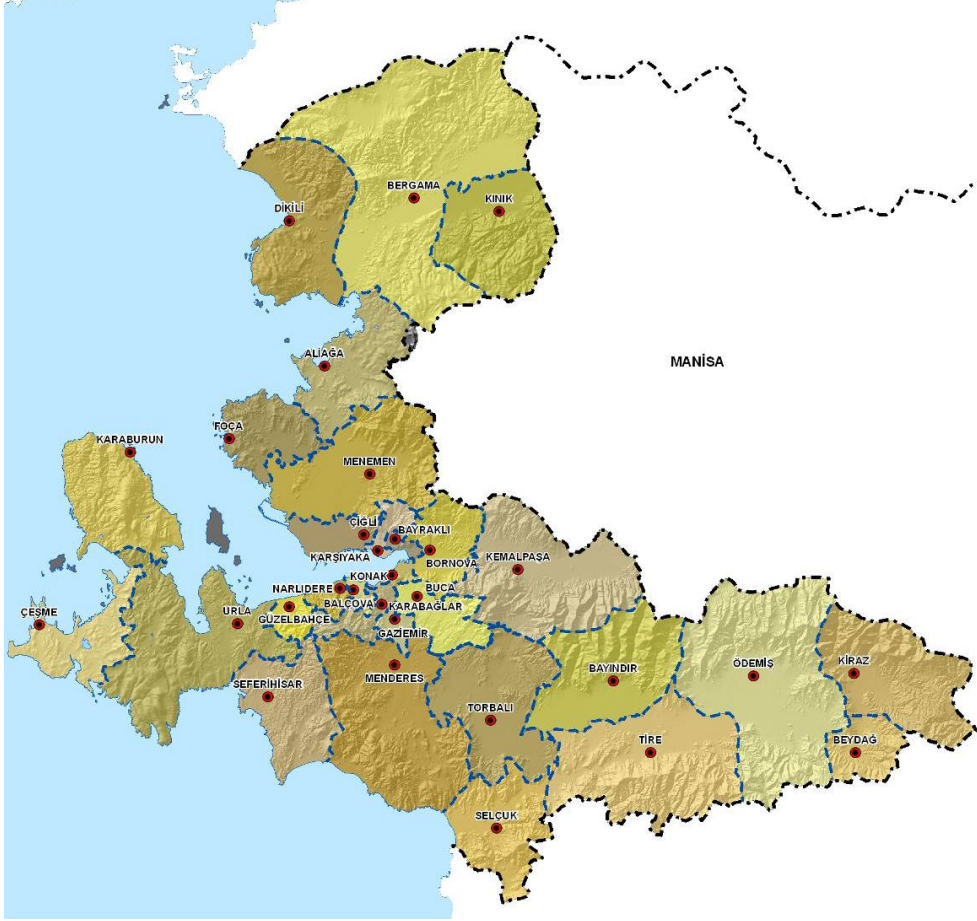 BERGAMA
KINIK
DİKİLİ
ALİAĞA
MANİSA
FOÇA
KARABURUN
MENEMEN
ÇİĞLİ
BAYRAKLI
KARŞIYAKA
BORNOVA
KEMALPAŞA
KONAK
NARLIDERE
BUCA
BALÇOVA
KARABAĞLAR
ÇEŞME
URLA
GÜZELBAHÇE
GAZİEMİR
MENDERES
SEFERİHİSAR
BAYINDIR
ÖDEMİŞ
KİRAZ
TORBALI
TİRE
BEYDAĞ
SELÇUK